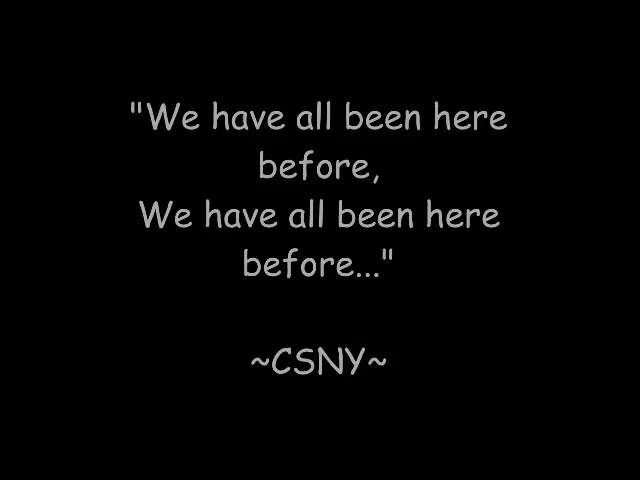 "We have all been here
before,
We have all been here
before..."
~CSNY~